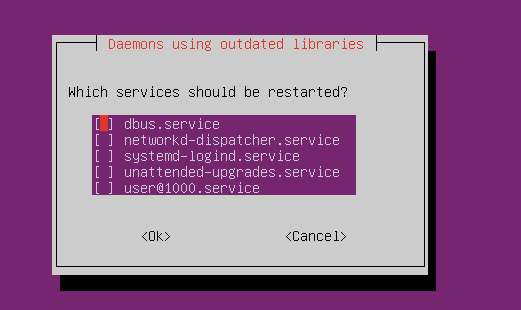 Daemons using outdated libraries
Which services should be restarted?
[ ] dbus.service
[ ] networkd-dispatcher.service
[ ] systemd-logind.service
[ ] unattended-upgrades.service
[ ] user@1000.service
<Ok> <Cancel>